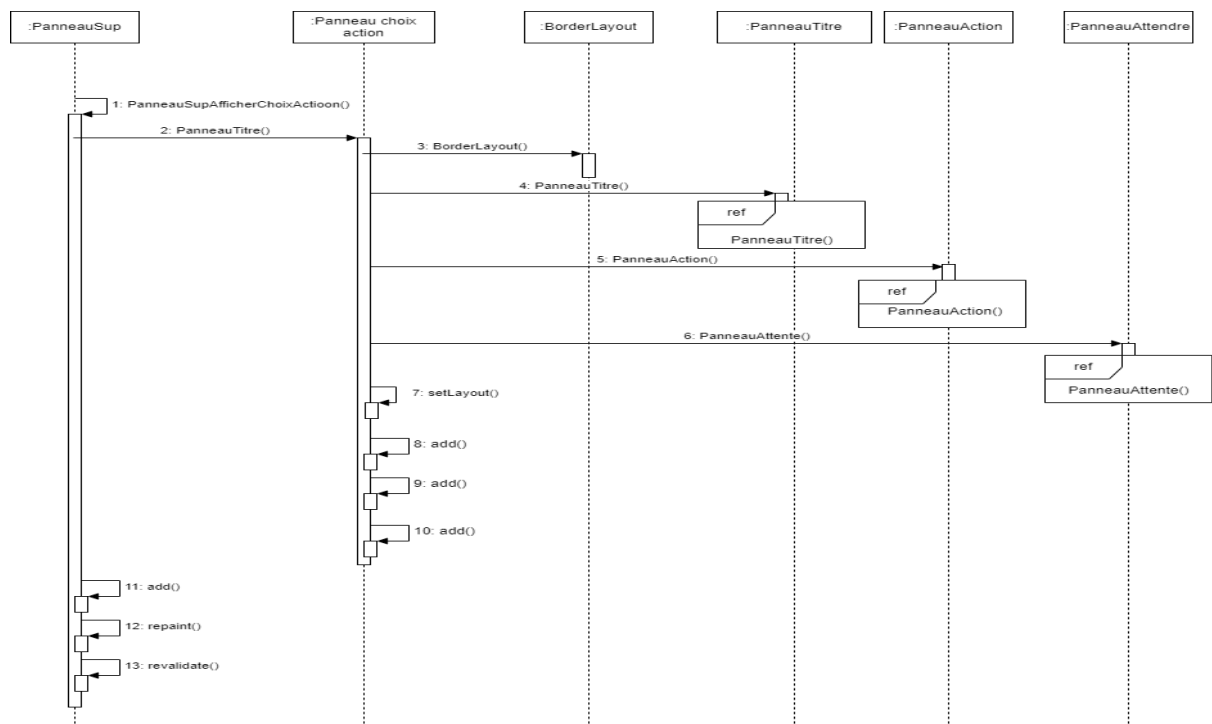 :PanneauSup
:Panneau choix
action
:BorderLayout
:PanneauTitre
:PanneauAction
:PanneauAttendre
1: PanneauSupAfficherChoixActioon()
2: PanneauTitre()
3: BorderLayout()
4: PanneauTitre()
ref
PanneauTitre()
5: PanneauAction()
ref
PanneauAction()
6: PanneauAttente()
ref
PanneauAttente()
7: setLayout()
8: add()
9: add()
10: add()
11: add()
12: repaint()
13: revalidate()